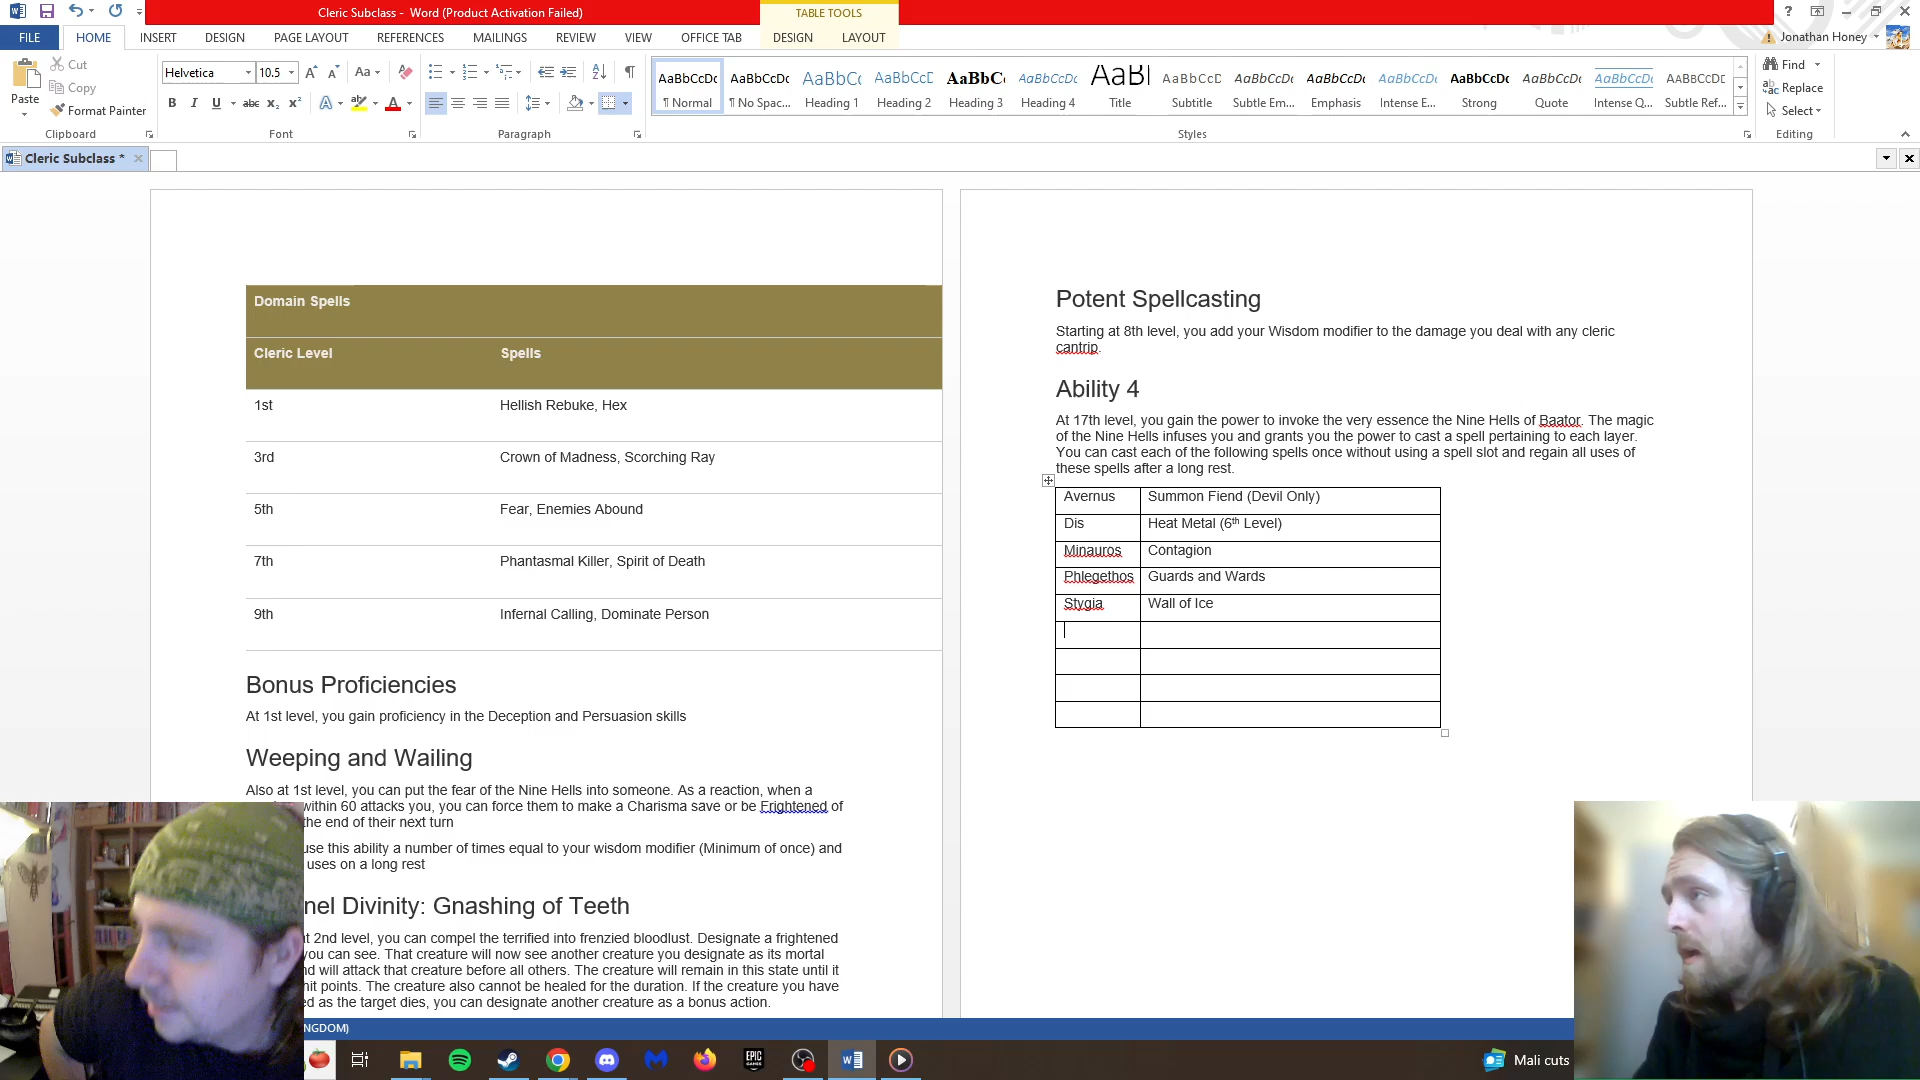 Cleric Subclass - Word (Product Activation Failed)
TABLE TOOLS
FILE HOME INSERT DESIGN PAGE LAYOUT REFERENCES MAILINGS REVIEW VIEW OFFICE TAB DESIGN LAYOUT
Jonathan Honey
Paste
Cut
Copy
Format Painter
Clipboard
Helvetica 10.5
Font
Paragraph
AaBbCcDc AaBbCcDc AaBbCc AaBbCcD AaBbC AaBbCcDc AaBl AaBbCcD AaBbCcDc AaBbCcDc AaBbCcDc AaBbCcDc AaBbCcDc AaBbCcDc AaBbCcDc
¶ Normal ¶ No Spac... Heading 1 Heading 2 Heading 3 Heading 4 Title Subtitle Subtle Em... Emphasis Intense E... Strong Quote Intense Q... Subtle Ref...
Styles
Find
Replace
Select
Editing
Cleric Subclass *
Domain Spells
Cleric Level Spells
1st Hellish Rebuke, Hex
3rd Crown of Madness, Scorching Ray
5th Fear, Enemies Abound
7th Phantasmal Killer, Spirit of Death
9th Infernal Calling, Dominate Person
Bonus Proficiencies
At 1st level, you gain proficiency in the Deception and Persuasion skills
Weeping and Wailing
Also at 1st level, you can put the fear of the Nine Hells into someone. As a reaction, when a
within 60 attacks you, you can force them to make a Charisma save or be Frightened of
the end of their next turn
use this ability a number of times equal to your wisdom modifier (Minimum of once) and
uses on a long rest
nel Divinity: Gnashing of Teeth
at 2nd level, you can compel the terrified into frenzied bloodlust. Designate a frightened
you can see. That creature will now see another creature you designate as its mortal
nd will attack that creature before all others. The creature will remain in this state until it
hit points. The creature also cannot be healed for the duration. If the creature you have
ed as the target dies, you can designate another creature as a bonus action.
Potent Spellcasting
Starting at 8th level, you add your Wisdom modifier to the damage you deal with any cleric
cantrip.
Ability 4
At 17th level, you gain the power to invoke the very essence the Nine Hells of Baator. The magic
of the Nine Hells infuses you and grants you the power to cast a spell pertaining to each layer.
You can cast each of the following spells once without using a spell slot and regain all uses of
these spells after a long rest.
Avernus Summon Fiend (Devil Only)
Dis Heat Metal (6th Level)
Minauros Contagion
Phlegethos Guards and Wards
Stygia Wall of Ice
NGDOM)
EPIC GAMES
Mali cuts